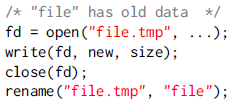 /* "file" has old data  */
fd = open("file.tmp", ...);
write(fd, new, size);
close(fd);
rename("file.tmp", "file");